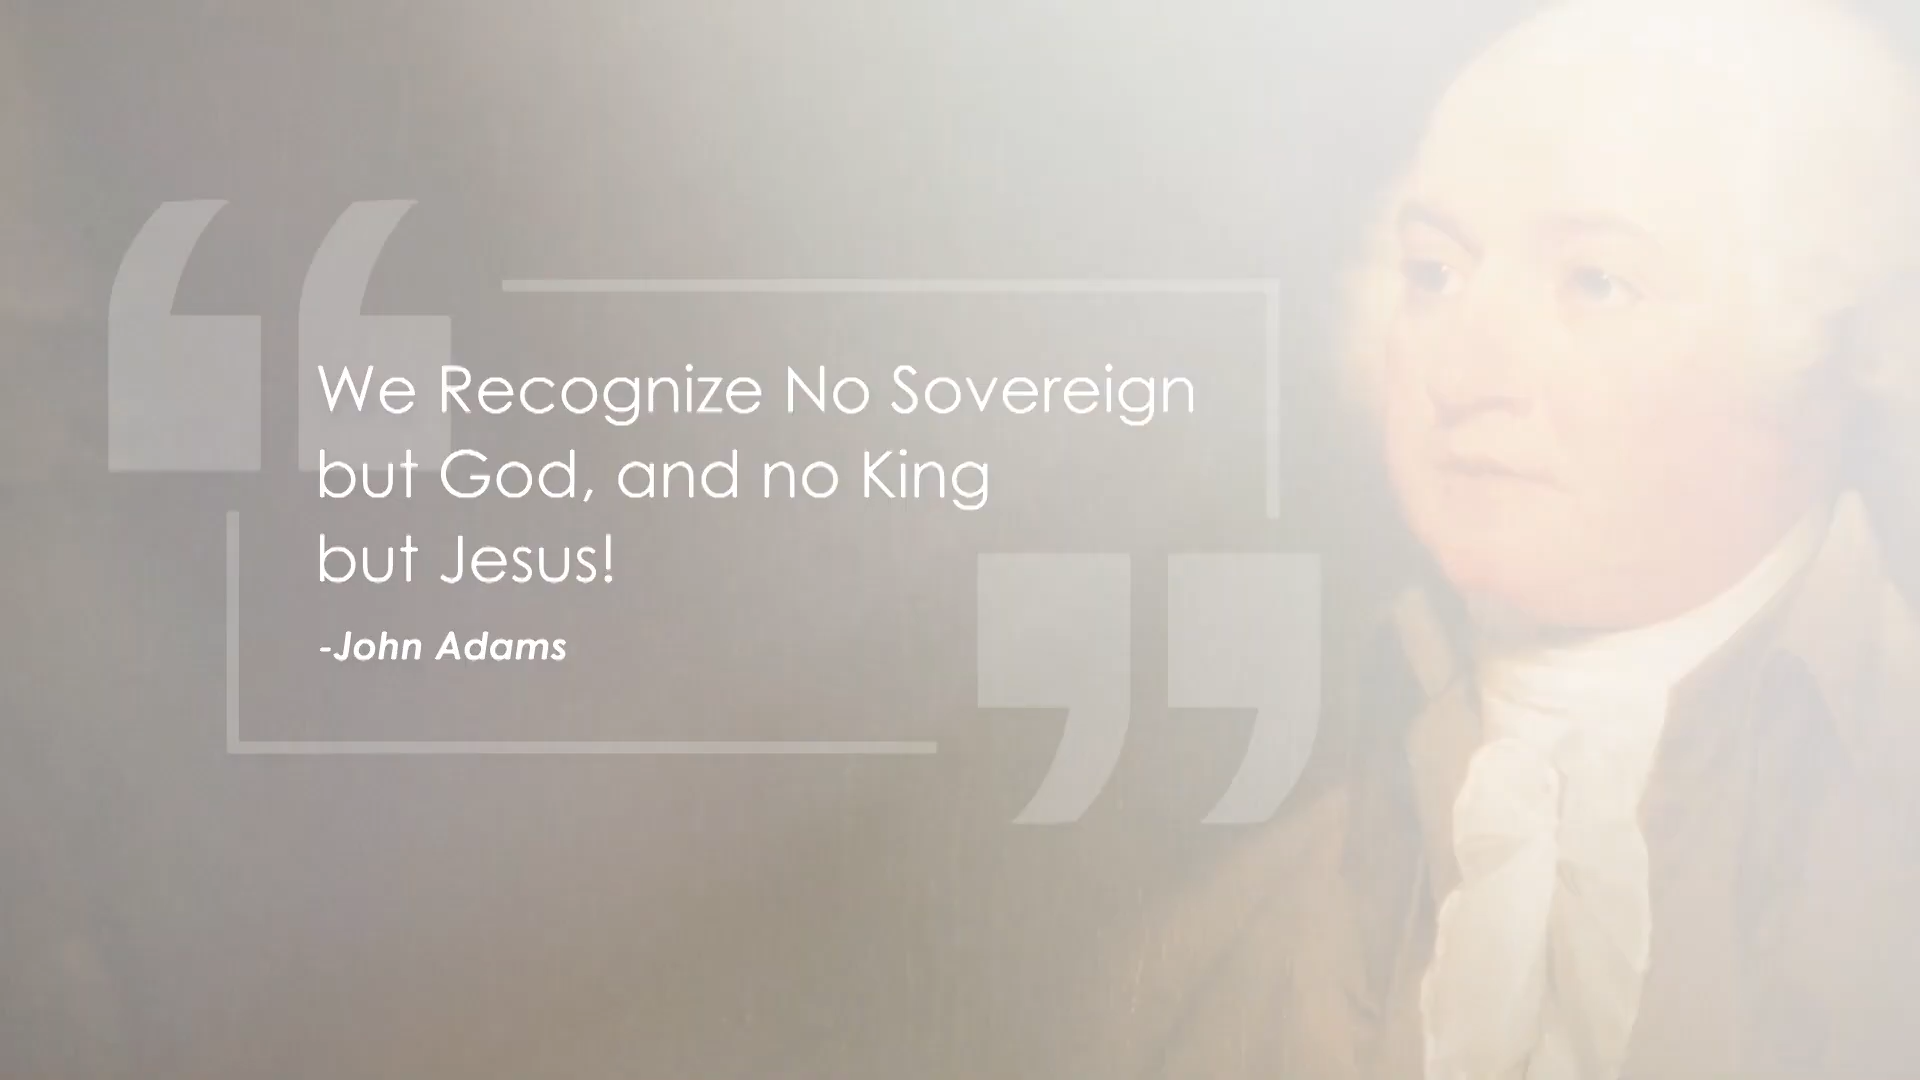 We Recognize No Sovereign
but God, and no King
but Jesus!
-John Adams